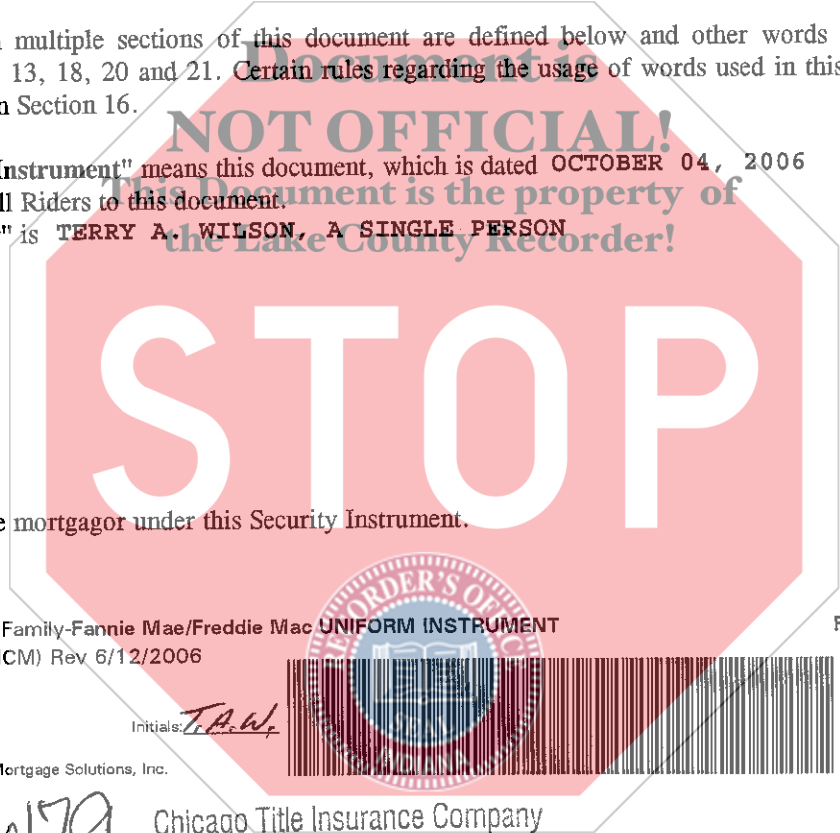 multiple sections of this document are defined below and other words
13, 18, 20 and 21. Certain rules regarding the usage of words used in this
n Section 16.
Document is
NOT OFFICIAL!
Instrument" means this document, which is dated OCTOBER 04, 2006
This Document is the property of
ll Riders to this document.
" is TERRY A. WILSON, A SINGLE PERSON
the Lake County Recorder!
STOP
e mortgagor under this Security Instrument.
RECORDER'S OFFICE
Family-Fannie Mae/Freddie Mac UNIFORM INSTRUMENT
F
CM) Rev 6/12/2006
SEAL
Initials: T.A.W.
INDIANA
Mortgage Solutions, Inc.
Chicago Title Insurance Company